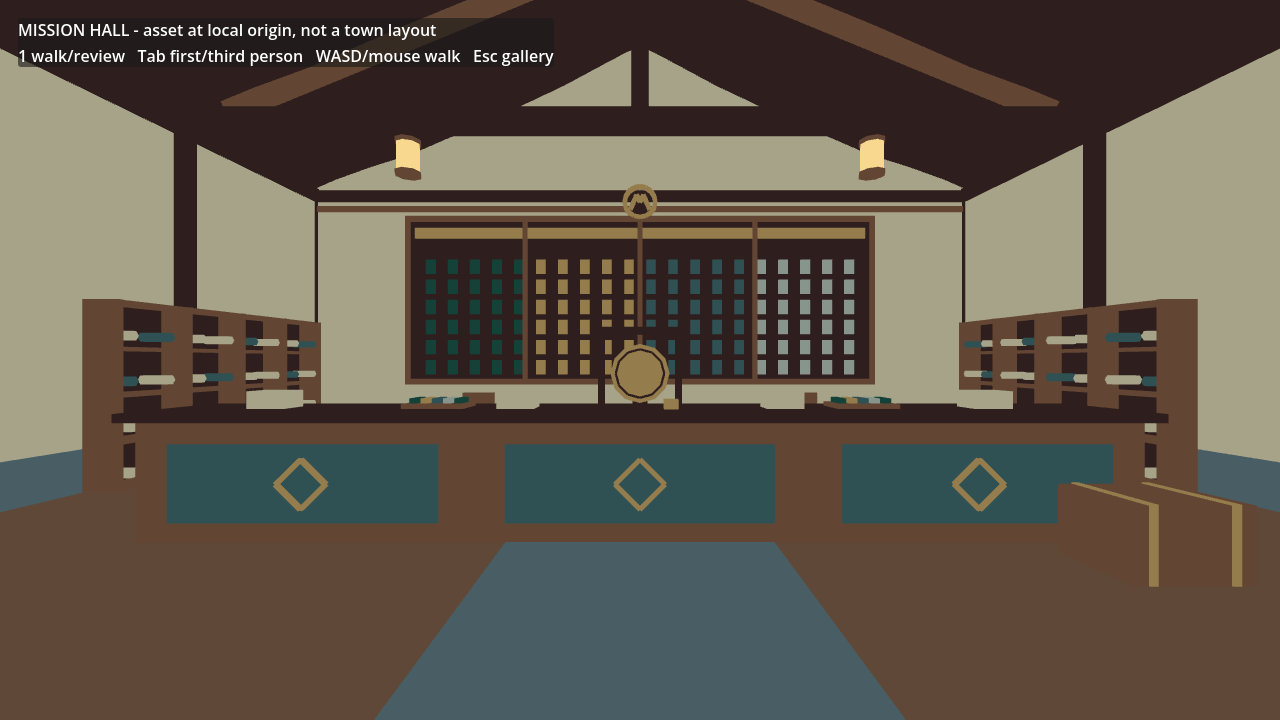 MISSION HALL - asset at local origin, not a town layout
1 walk/review   Tab first/third person   WASD/mouse walk   Esc gallery